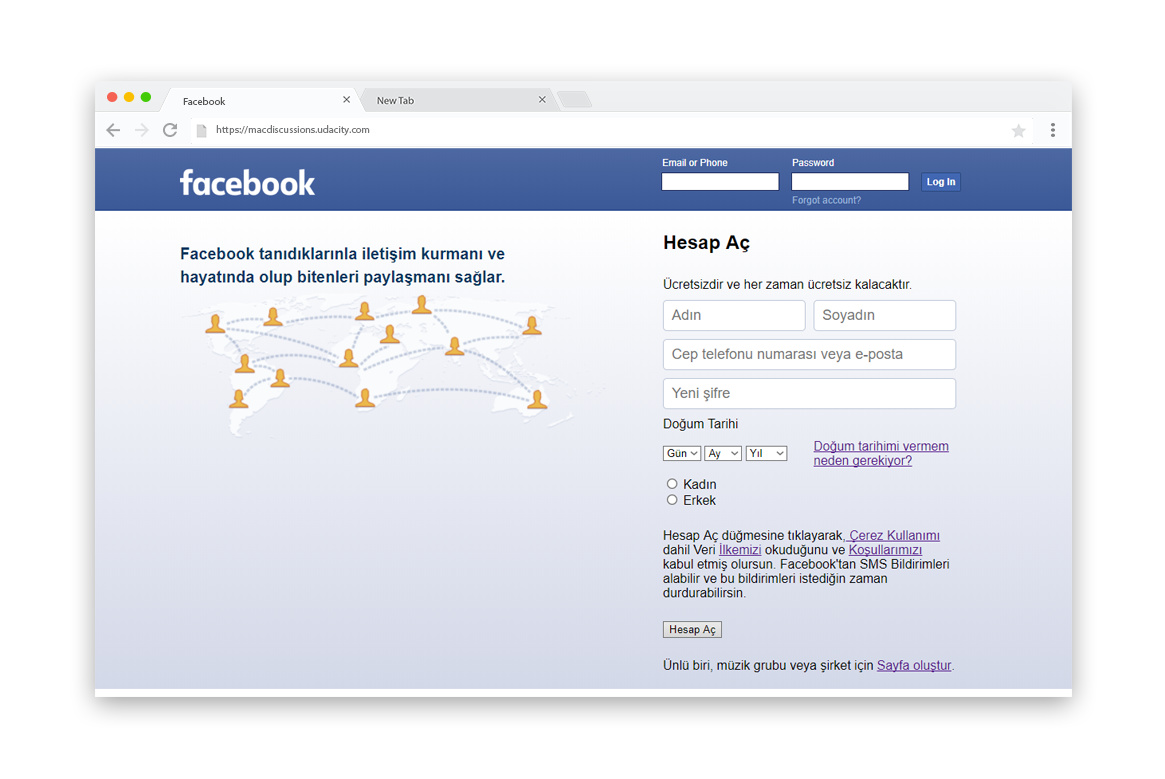 Facebook
New Tab
https://macdiscussions.udacity.com
facebook
Email or Phone
Password
Log In
Forgot account?
Facebook tanıdıklarınla iletişim kurmanı ve
hayatında olup bitenleri paylaşmanı sağlar.
Hesap Aç
Ücretsizdir ve her zaman ücretsiz kalacaktır.
Adın
Soyadın
Cep telefonu numarası veya e-posta
Yeni şifre
Doğum Tarihi
Gün
Ay
Yıl
Doğum tarihimi vermem
neden gerekiyor?
Kadın
Erkek
Hesap Aç düğmesine tıklayarak, Çerez Kullanımı
dahil Veri İlkemizi okuduğunu ve Koşullarımızı
kabul etmiş olursun. Facebook'tan SMS Bildirimleri
alabilir ve bu bildirimleri istediğin zaman
durdurabilirsin.
Hesap Aç
Ünlü biri, müzik grubu veya şirket için Sayfa oluştur.